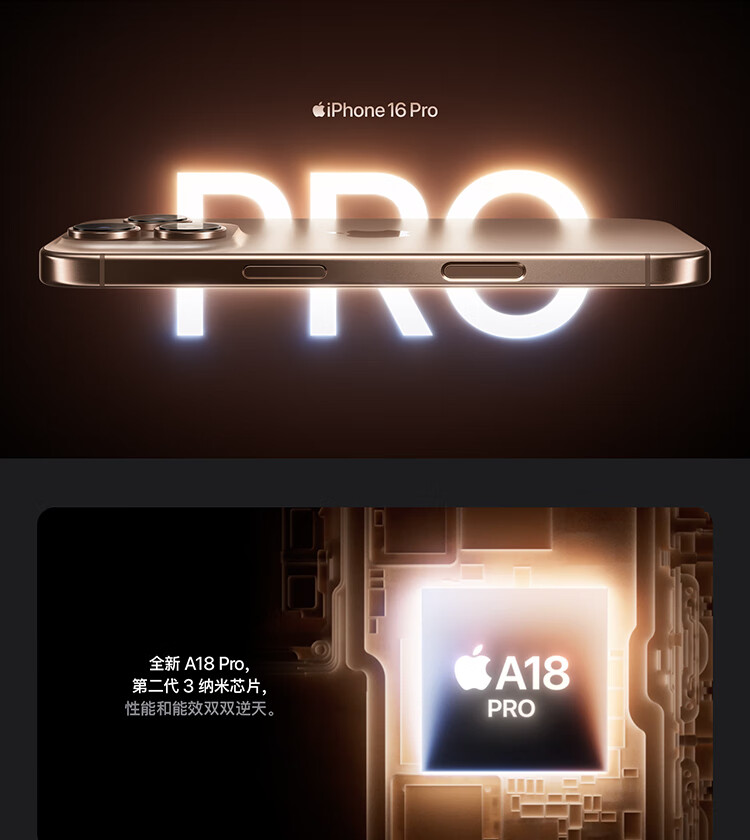 iPhone 16 Pro
PRO
全新 A18 Pro，
第二代 3 纳米芯片，
性能和能效双双逆天。
A18
PRO